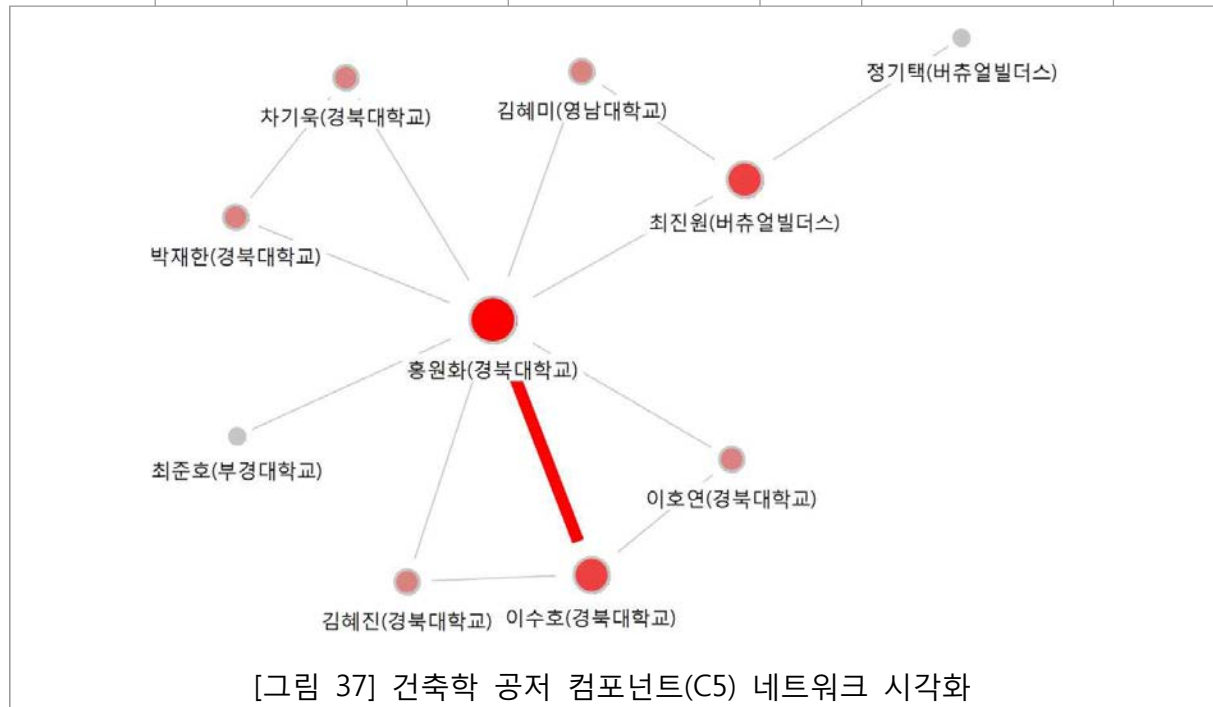 정기택(버츄얼빌더스)
차기욱(경북대학교)
김혜미(영남대학교)
최진원(버츄얼빌더스)
박재한(경북대학교)
홍원화(경북대학교)
최준호(부경대학교)
이호연(경북대학교)
김혜진(경북대학교)
이수호(경북대학교)
[그림 37] 건축학 공저 컴포넌트(C5) 네트워크 시각화